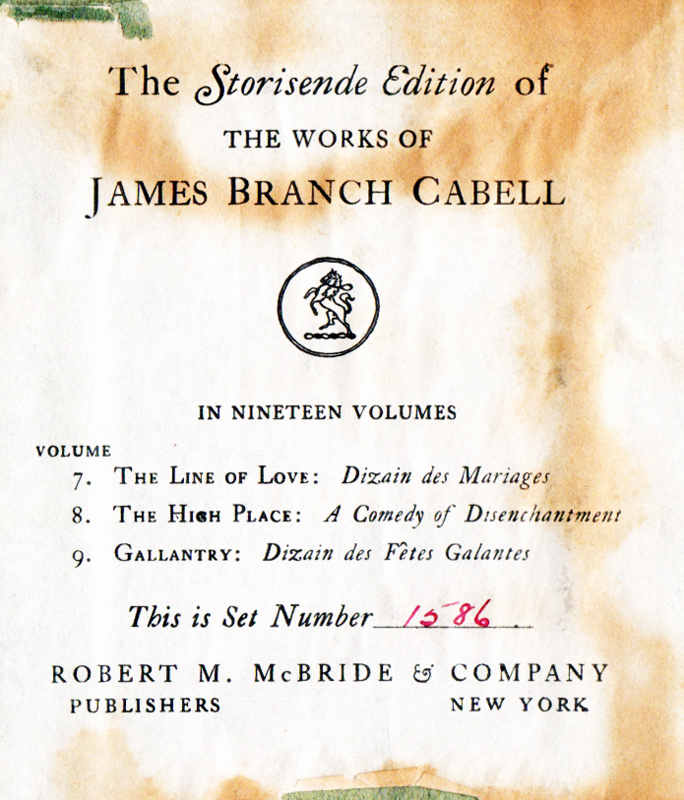 The Storisende Edition of
THE WORKS OF
JAMES BRANCH CABELL
IN NINETEEN VOLUMES
VOLUME
7. THE LINE OF LOVE: Dizain des Mariages
8. THE HIGH PLACE: A Comedy of Disenchantment
9. GALLANTRY: Dizain des Fêtes Galantes
This is Set Number 1586.
ROBERT M. McBRIDE & COMPANY
PUBLISHERS NEW YORK